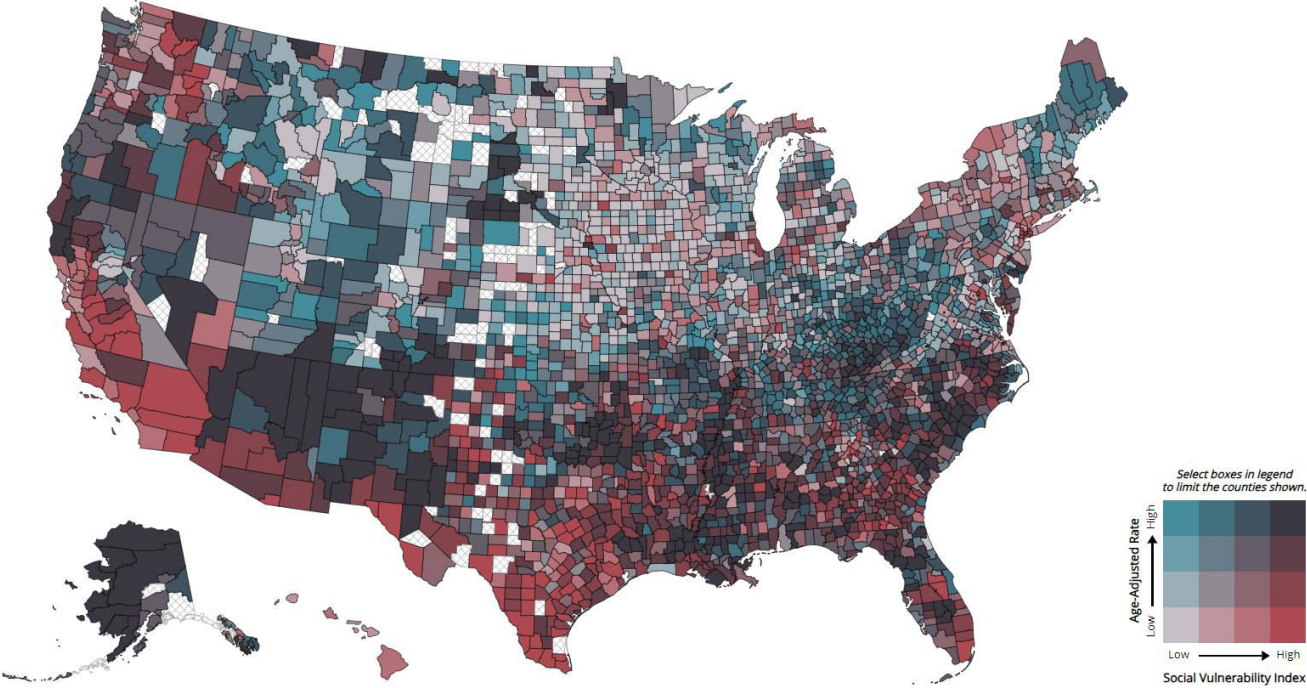 Select boxes in legend
to limit the counties shown.
High
Age-Adjusted Rate
Low
Low
High
Social Vulnerability Index